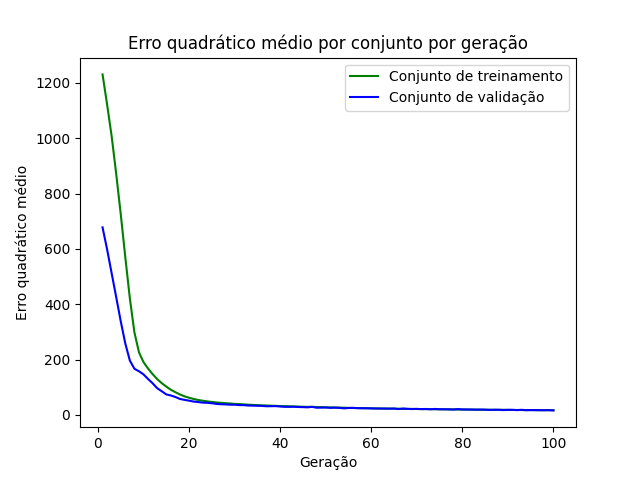 Erro quadrático médio por conjunto por geração
Conjunto de treinamento
Conjunto de validação
Erro quadrático médio
1200
1000
800
600
400
200
0
0 20 40 60 80 100
Geração